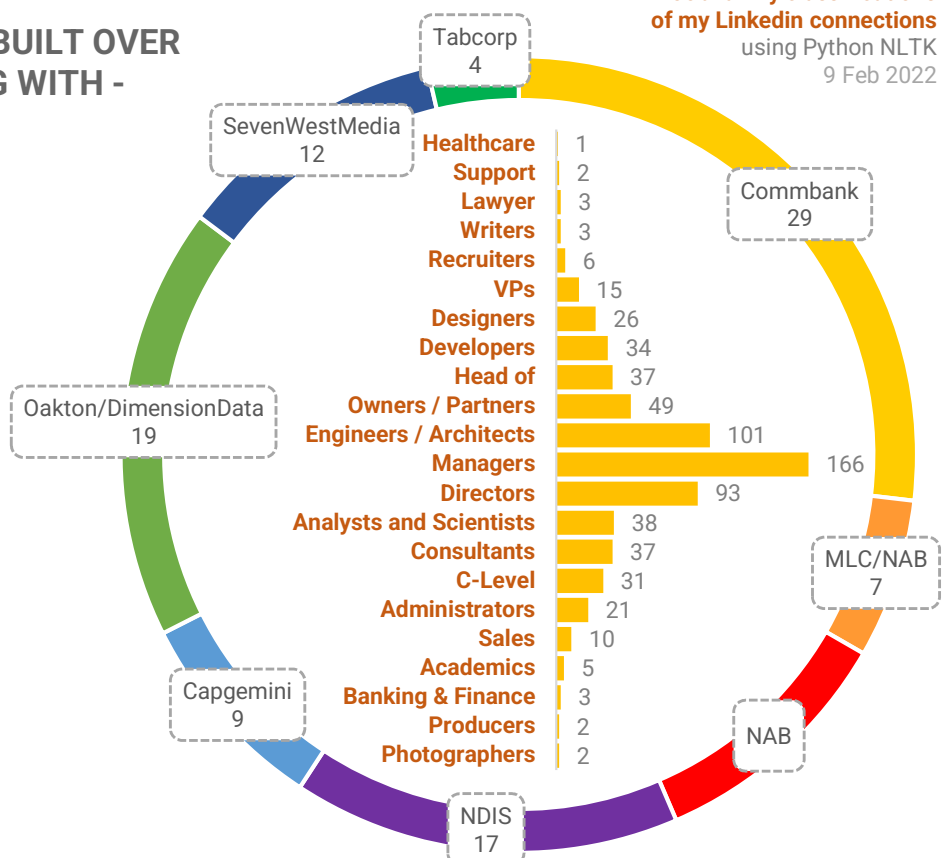 BUILT OVER
WITH -
of my Linkedin connections
using Python NLTK
9 Feb 2022
Tabcorp
4
SevenWestMedia
12
Commbank
29
Oakton/DimensionData
19
MLC/NAB
7
Capgemini
9
NAB
NDIS
17
Healthcare 1
Support 2
Lawyer 3
Writers 3
Recruiters 6
VPs 15
Designers 26
Developers 34
Head of 37
Owners / Partners 49
Engineers / Architects 101
Managers 166
Directors 93
Analysts and Scientists 38
Consultants 37
C-Level 31
Administrators 21
Sales 10
Academics 5
Banking & Finance 3
Producers 2
Photographers 2